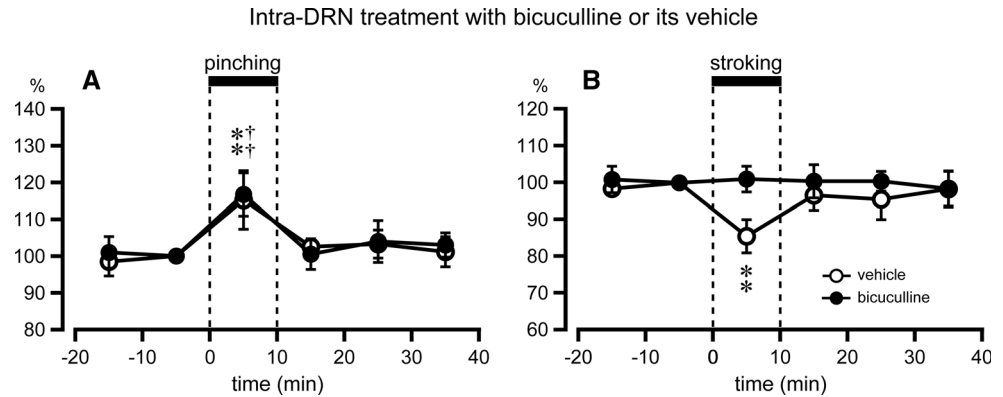 Intra-DRN treatment with bicuculline or its vehicle
A
pinching
%
140
130
120
110
100
90
80
*†
*†
-20 -10 0 10 20 30 40
time (min)
B
stroking
%
120
110
100
90
80
70
60
*
*
vehicle
bicuculline
-20 -10 0 10 20 30 40
time (min)